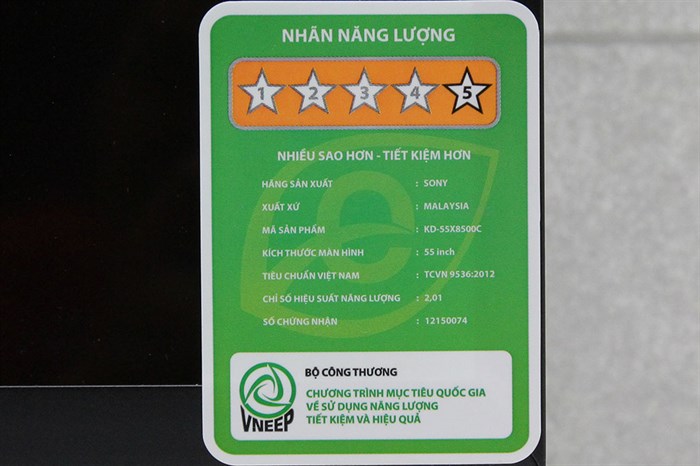 NHÃN NĂNG LƯỢNG
1 2 3 4 5
NHIỀU SAO HƠN - TIẾT KIỆM HƠN
HÃNG SẢN XUẤT : SONY
XUẤT XỨ : MALAYSIA
MÃ SẢN PHẨM : KD-55X8500C
KÍCH THƯỚC MÀN HÌNH : 55 inch
TIÊU CHUẨN VIỆT NAM : TCVN 9536:2012
CHỈ SỐ HIỆU SUẤT NĂNG LƯỢNG : 2,01
SỐ CHỨNG NHẬN : 12150074
BỘ CÔNG THƯƠNG
CHƯƠNG TRÌNH MỤC TIÊU QUỐC GIA
VỀ SỬ DỤNG NĂNG LƯỢNG
TIẾT KIỆM VÀ HIỆU QUẢ
VNEEP